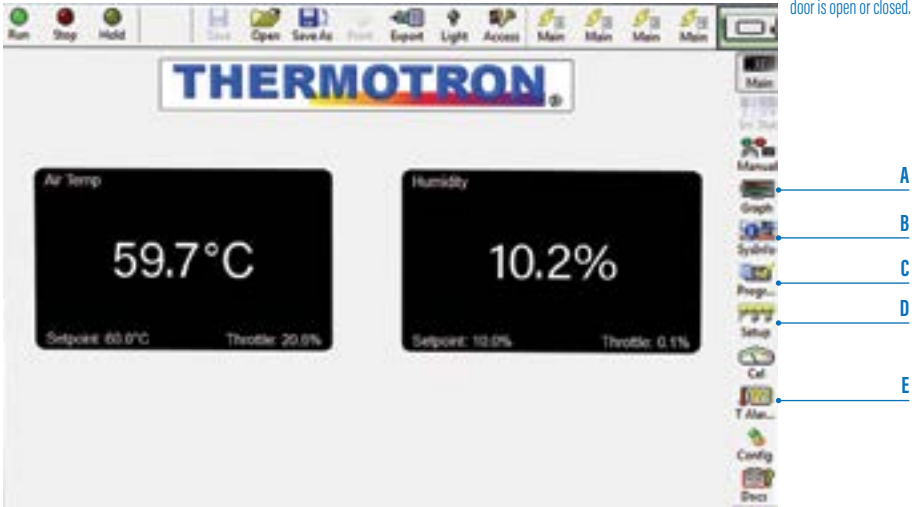 door is open or closed.
Run Stop Hold Save Open Save As Print Export Light Access Main Main Main Main
Main
THERMOTRON®
Manual
A
Graph
Air Temp
Humidity
B
SysInfo
59.7°C
10.2%
C
Progr...
D
Setpoint: 60.0°C Throttle: 20.6%
Setpoint: 10.0% Throttle: 0.1%
Setup
Cal
E
T Alar...
Config
Docs